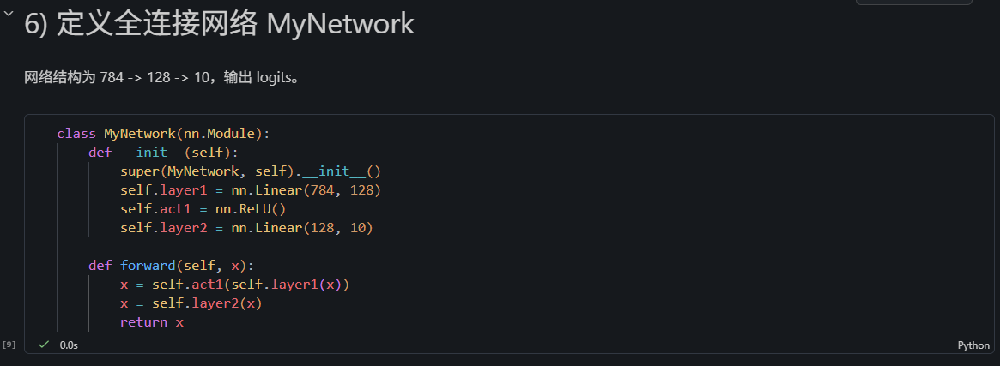 6) 定义全连接网络 MyNetwork
网络结构为 784 -> 128 -> 10，输出 logits。
class MyNetwork(nn.Module):
    def __init__(self):
        super(MyNetwork, self).__init__()
        self.layer1 = nn.Linear(784, 128)
        self.act1 = nn.ReLU()
        self.layer2 = nn.Linear(128, 10)

    def forward(self, x):
        x = self.act1(self.layer1(x))
        x = self.layer2(x)
        return x
[9] 0.0s Python